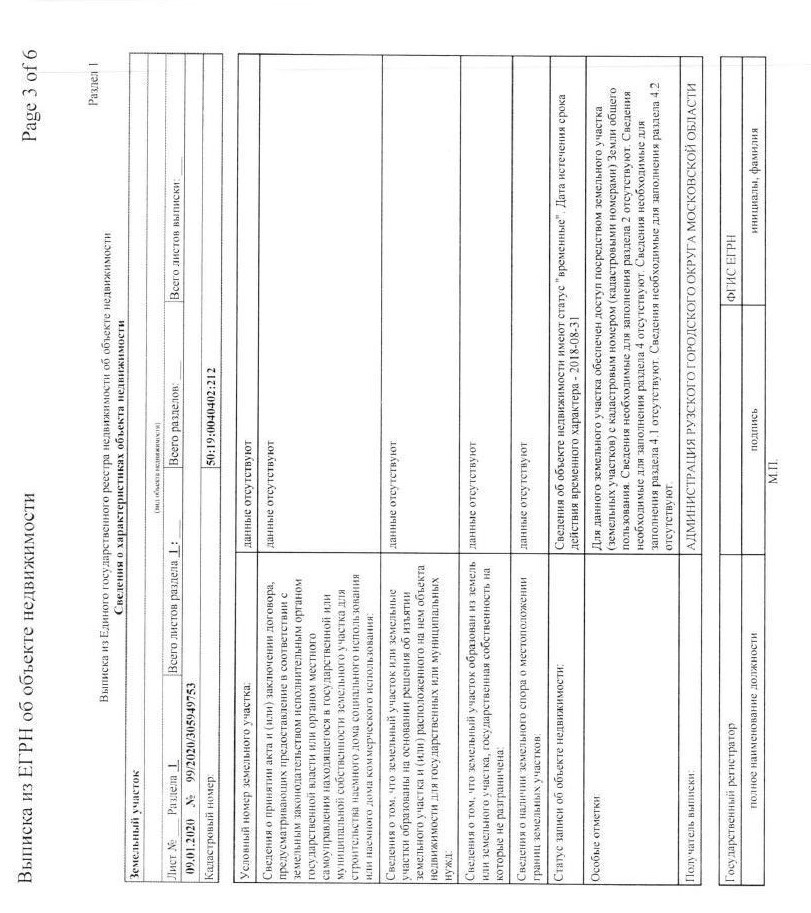 Выписка из ЕГРН об объекте недвижимости Page 3 of 6
Раздел 1
Выписка из Единого государственного реестра недвижимости об объекте недвижимости
Сведения о характеристиках объекта недвижимости
Земельный участок
(вид объекта недвижимости)
Лист № ___ Раздела 1 Всего листов раздела 1: ___ Всего разделов: ___ Всего листов выписки: ___
09.01.2020 № 99/2020/305949753
Кадастровый номер: 50:19:0040402:212
Условный номер земельного участка: данные отсутствуют
Сведения о принятии акта и (или) заключении договора, данные отсутствуют
предусматривающих предоставление в соответствии с
земельным законодательством исполнительным органом
государственной власти или органом местного
самоуправления находящегося в государственной или
муниципальной собственности земельного участка для
строительства наемного дома социального использования
или наемного дома коммерческого использования:
Сведения о том, что земельный участок или земельные данные отсутствуют
участки образованы на основании решения об изъятии
земельного участка и (или) расположенного на нем объекта
недвижимости для государственных или муниципальных
нужд:
Сведения о том, что земельный участок образован из земель данные отсутствуют
или земельного участка, государственная собственность на
которые не разграничена:
Сведения о наличии земельного спора о местоположении данные отсутствуют
границ земельных участков:
Статус записи об объекте недвижимости: Сведения об объекте недвижимости имеют статус "временные". Дата истечения срока
действия временного характера - 2018-08-31
Особые отметки: Для данного земельного участка обеспечен доступ посредством земельного участка
(земельных участков) с кадастровым номером (кадастровыми номерами) Земли общего
пользования. Сведения необходимые для заполнения раздела 2 отсутствуют. Сведения
необходимые для заполнения раздела 4 отсутствуют. Сведения необходимые для
заполнения раздела 4.1 отсутствуют. Сведения необходимые для заполнения раздела 4.2
отсутствуют.
Получатель выписки: АДМИНИСТРАЦИЯ РУЗСКОГО ГОРОДСКОГО ОКРУГА МОСКОВСКОЙ ОБЛАСТИ
Государственный регистратор ФГИС ЕГРН
полное наименование должности подпись инициалы, фамилия
М.П.